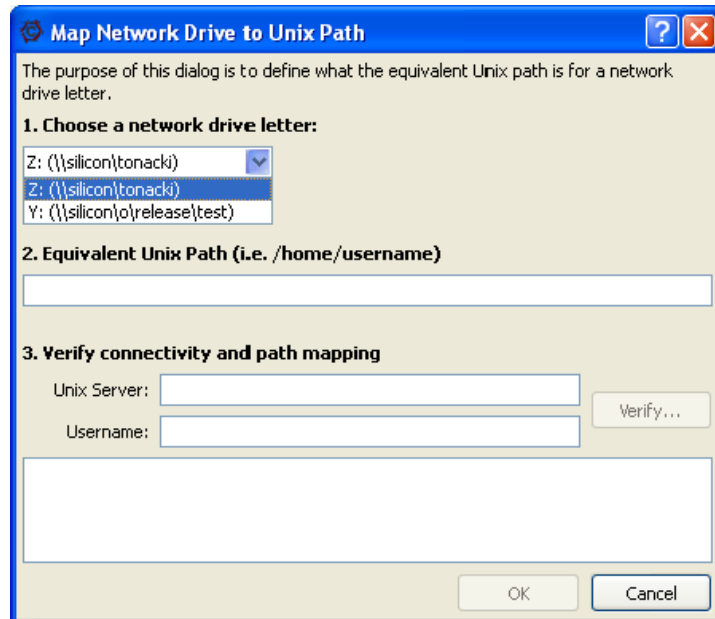 Map Network Drive to Unix Path
The purpose of this dialog is to define what the equivalent Unix path is for a network
drive letter.
1. Choose a network drive letter:
Z: (\\silicon\tonacki)
Z: (\\silicon\tonacki)
Y: (\\silicon\o\release\test)
2. Equivalent Unix Path (i.e. /home/username)
3. Verify connectivity and path mapping
Unix Server:
Verify...
Username:
OK
Cancel